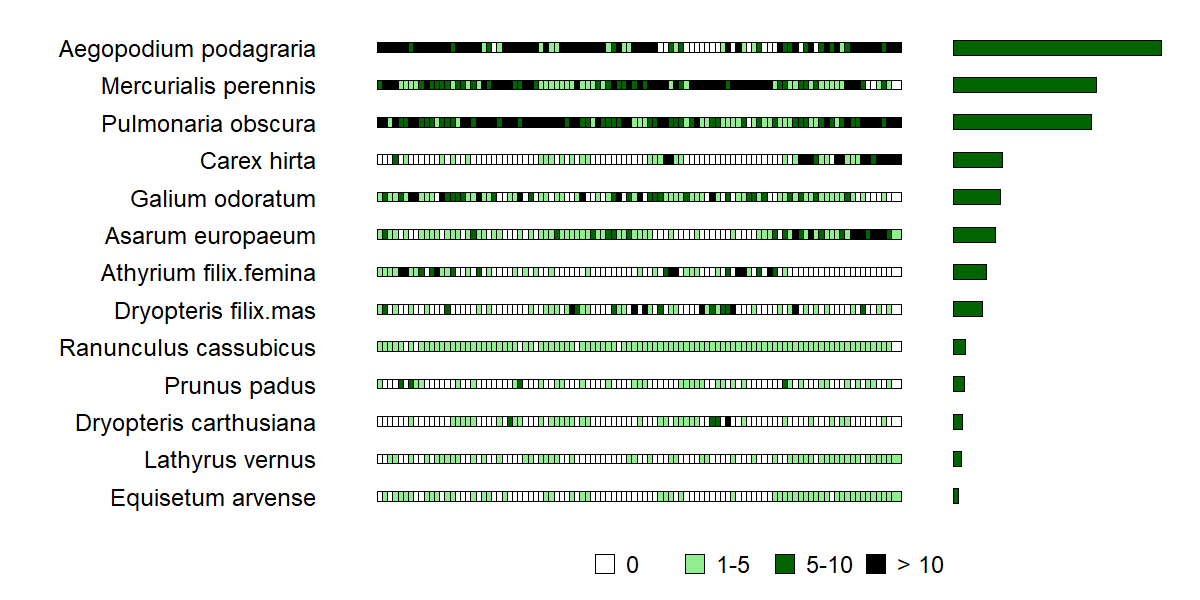 Aegopodium podagraria
Mercurialis perennis
Pulmonaria obscura
Carex hirta
Galium odoratum
Asarum europaeum
Athyrium filix.femina
Dryopteris filix.mas
Ranunculus cassubicus
Prunus padus
Dryopteris carthusiana
Lathyrus vernus
Equisetum arvense
0 1-5 5-10 > 10